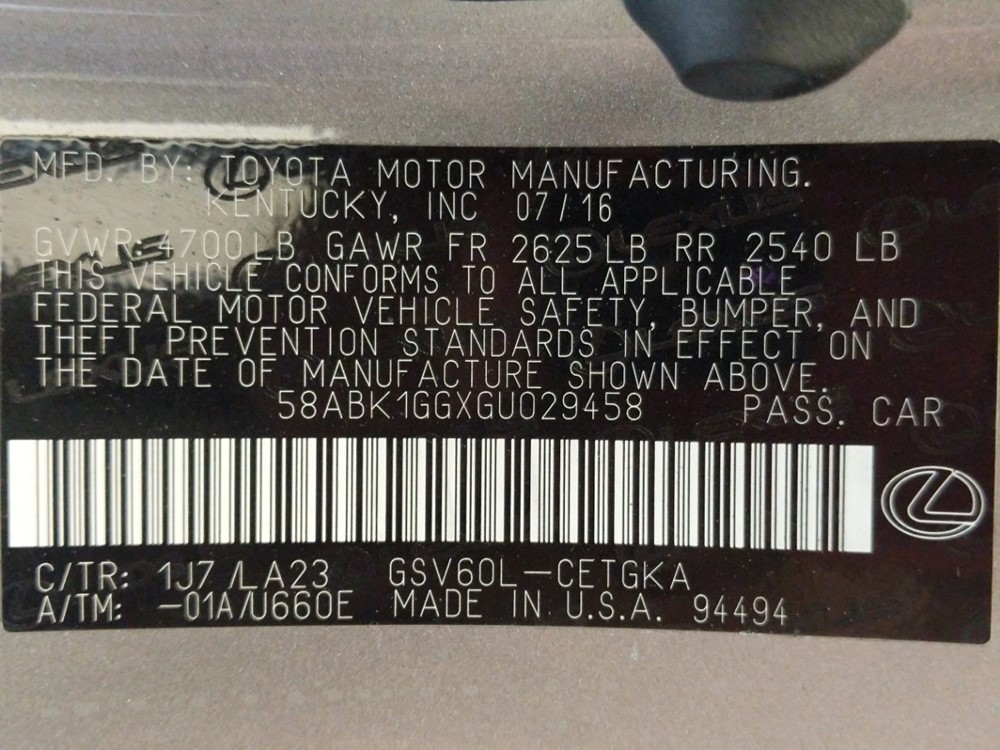 MFD. BY: TOYOTA MOTOR MANUFACTURING.
KENTUCKY, INC 07/16
GVWR 4700LB GAWR FR 2625LB RR 2540 LB
THIS VEHICLE CONFORMS TO ALL APPLICABLE
FEDERAL MOTOR VEHICLE SAFETY, BUMPER, AND
THEFT PREVENTION STANDARDS IN EFFECT ON
THE DATE OF MANUFACTURE SHOWN ABOVE.
58ABK1GGXGU029458 PASS. CAR
C/TR: 1J7/LA23 GSV60L-CETGKA
A/TM: -01A/U660E MADE IN U.S.A. 94494